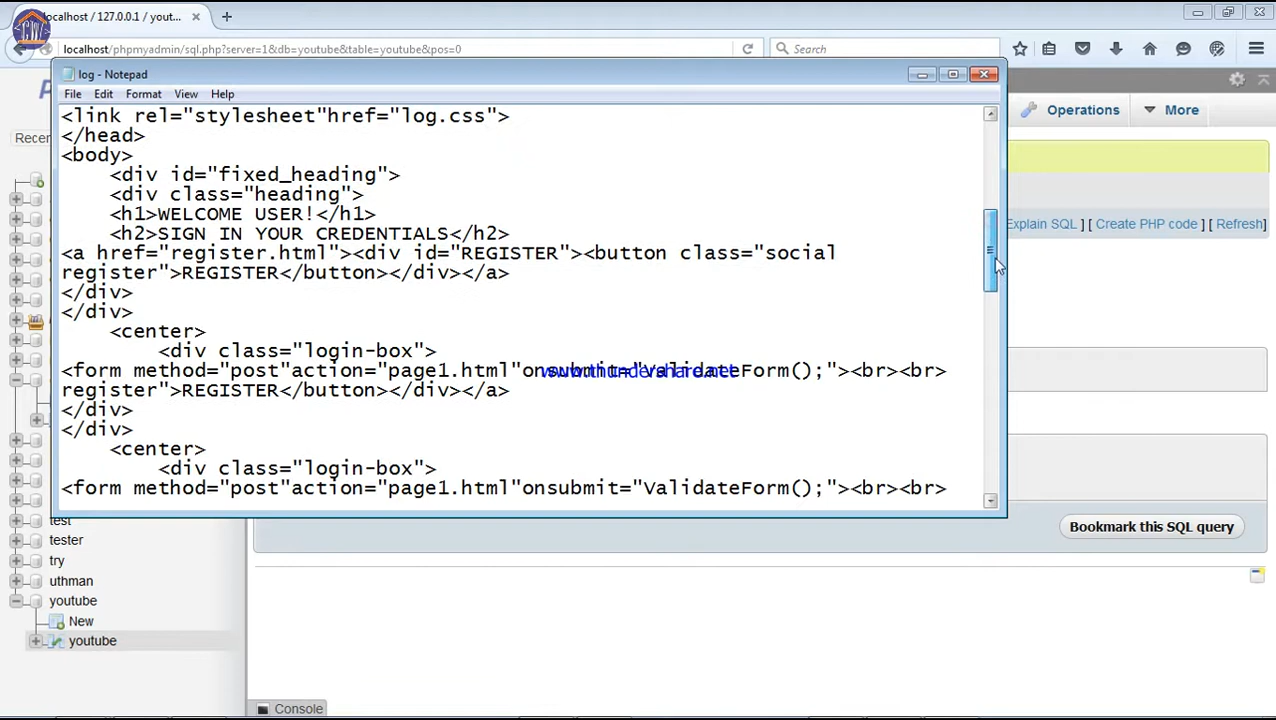 localhost / 127.0.0.1 / yout...
localhost/phpmyadmin/sql.php?server=1&db=youtube&table=youtube&pos=0
Search
log - Notepad
File Edit Format View Help
Operations
More
Recen
<link rel="stylesheet"href="log.css">
</head>
<body>
<div id="fixed_heading">
<div class="heading">
<h1>WELCOME USER!</h1>
<h2>SIGN IN YOUR CREDENTIALS</h2>
<a href="register.html"><div id="REGISTER"><button class="social
register">REGISTER</button></div></a>
</div>
</div>
<center>
<div class="login-box">
<form method="post"action="page1.html"onsubmit="ValidateForm();"><br><br>
www.thundershare.net
register">REGISTER</button></div></a>
</div>
</div>
<center>
<div class="login-box">
<form method="post"action="page1.html"onsubmit="ValidateForm();"><br><br>
Explain SQL ] [ Create PHP code ] [ Refresh]
Bookmark this SQL query
test
tester
try
uthman
youtube
New
youtube
Console